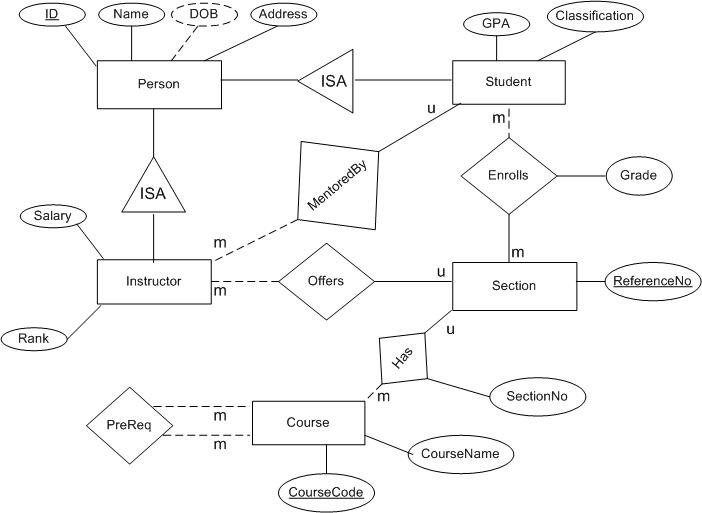 ID
Name
DOB
Address
GPA
Classification
Person
ISA
Student
u
m
MentoredBy
Enrolls
Grade
ISA
Salary
m
m
Instructor
m
Offers
u
Section
ReferenceNo
Rank
u
Has
m
SectionNo
PreReq
m
m
Course
CourseName
CourseCode